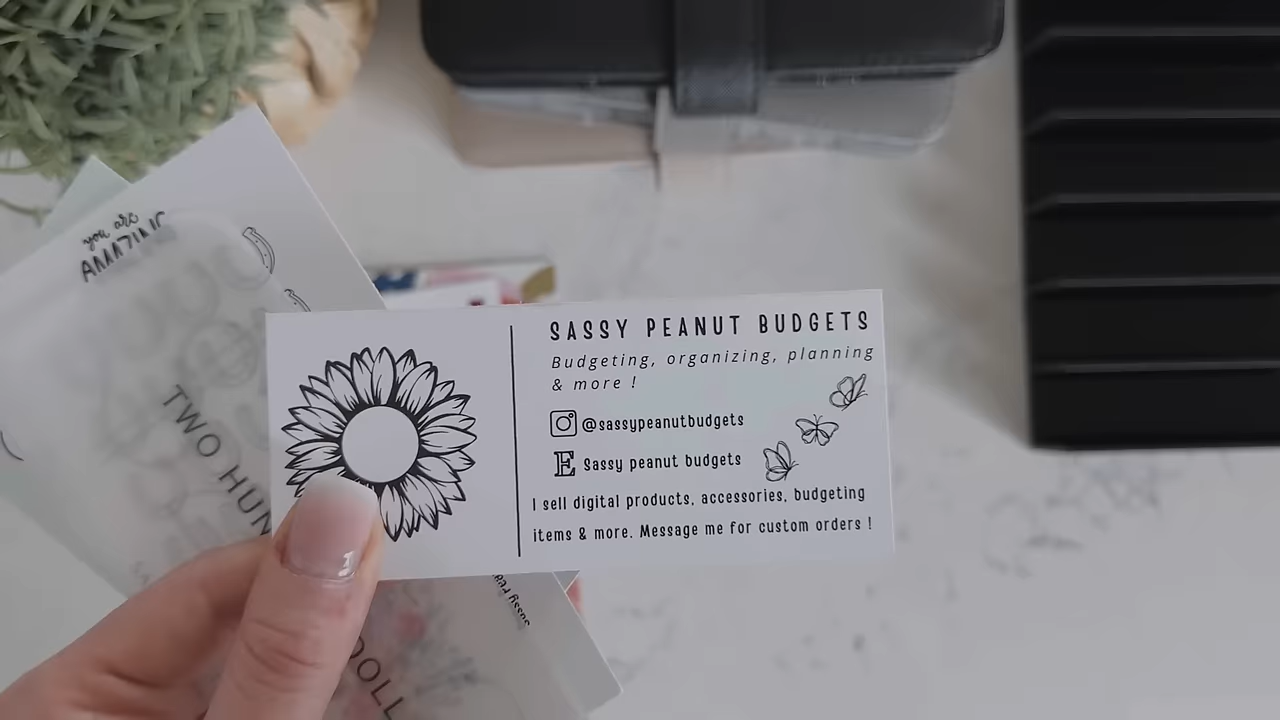 you are
AMAZING
TWO HUN
SASSY PEANUT BUDGETS
Budgeting, organizing, planning
& more !
@sassypeanutbudgets
E Sassy peanut budgets
I sell digital products, accessories, budgeting
items & more. Message me for custom orders !
DOLL